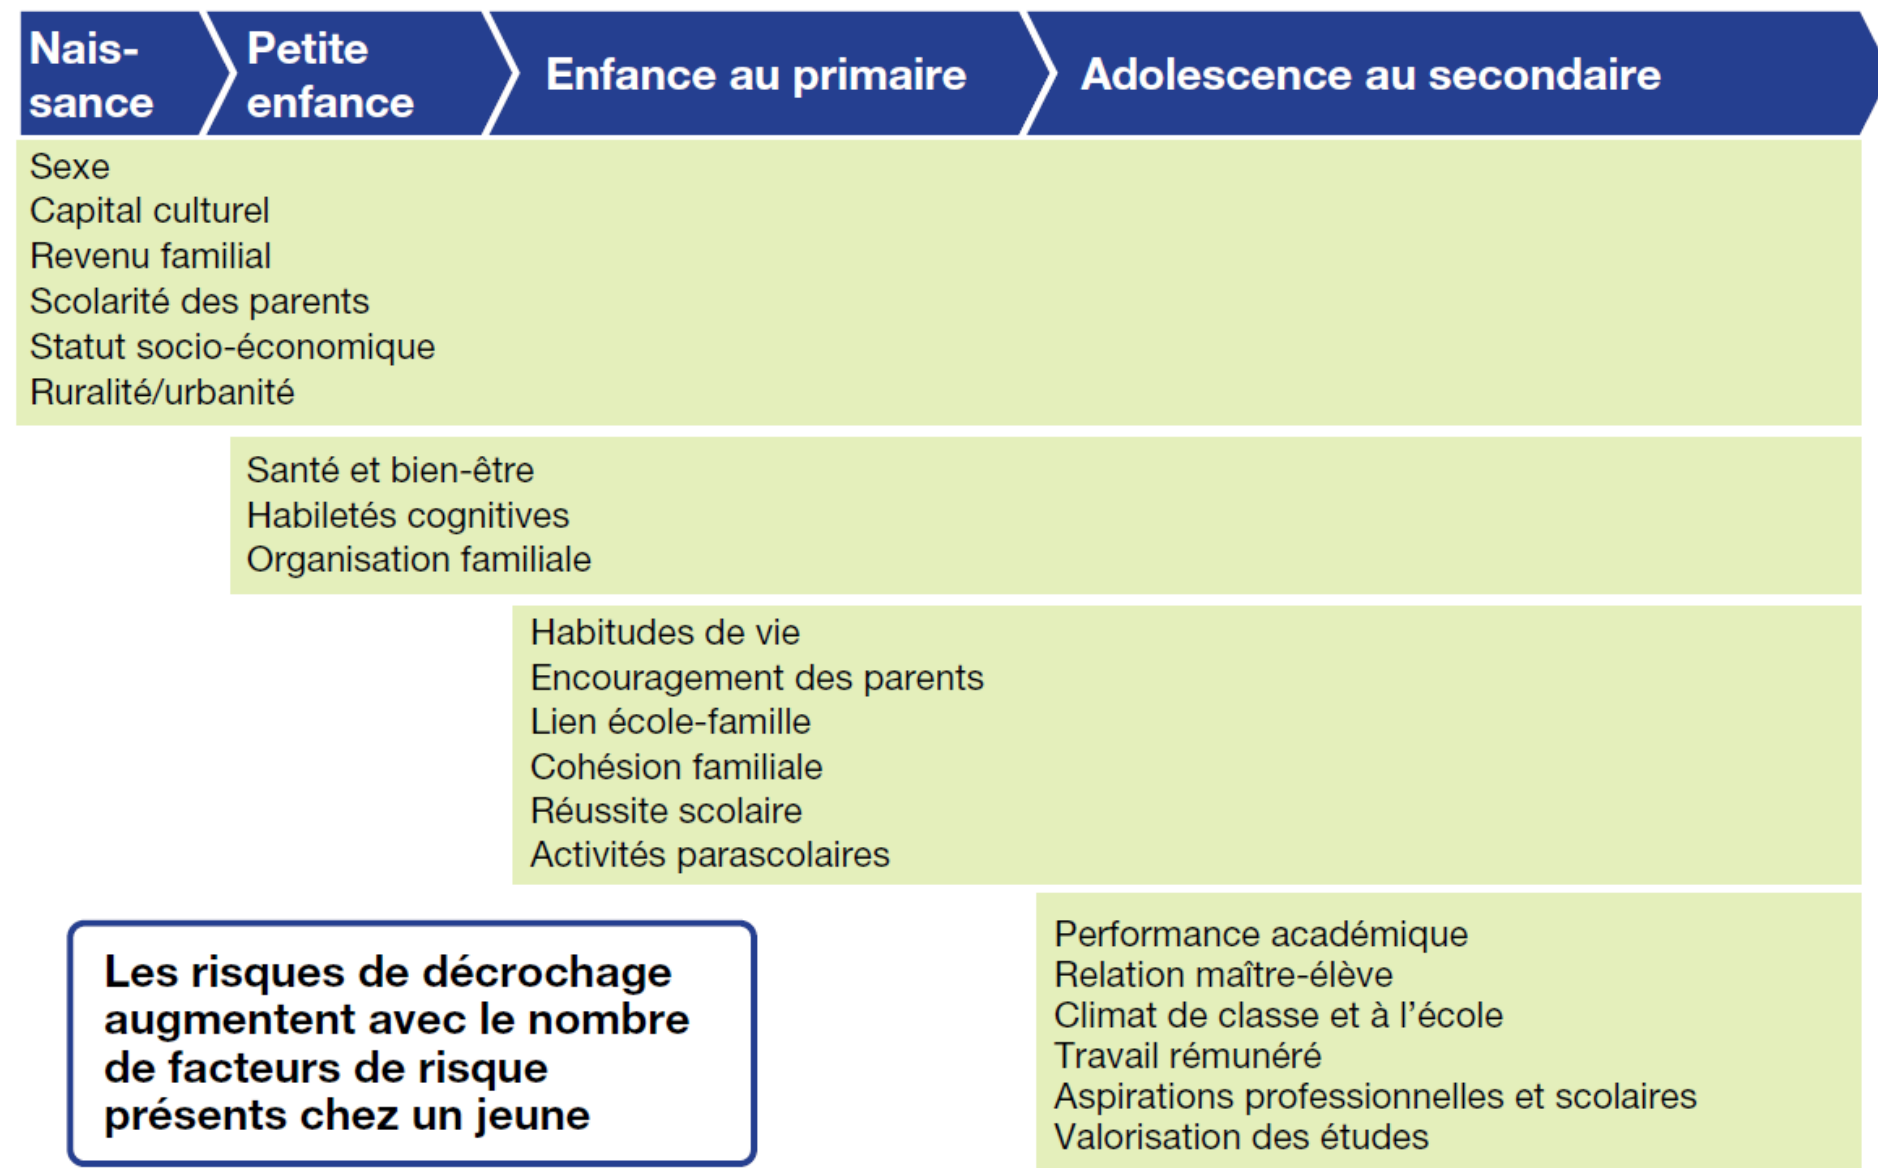 Nais-
sance
Petite
enfance
Enfance au primaire
Adolescence au secondaire
Sexe
Capital culturel
Revenu familial
Scolarité des parents
Statut socio-économique
Ruralité/urbanité
Santé et bien-être
Habiletés cognitives
Organisation familiale
Habitudes de vie
Encouragement des parents
Lien école-famille
Cohésion familiale
Réussite scolaire
Activités parascolaires
Les risques de décrochage
augmentent avec le nombre
de facteurs de risque
présents chez un jeune
Performance académique
Relation maître-élève
Climat de classe et à l’école
Travail rémunéré
Aspirations professionnelles et scolaires
Valorisation des études